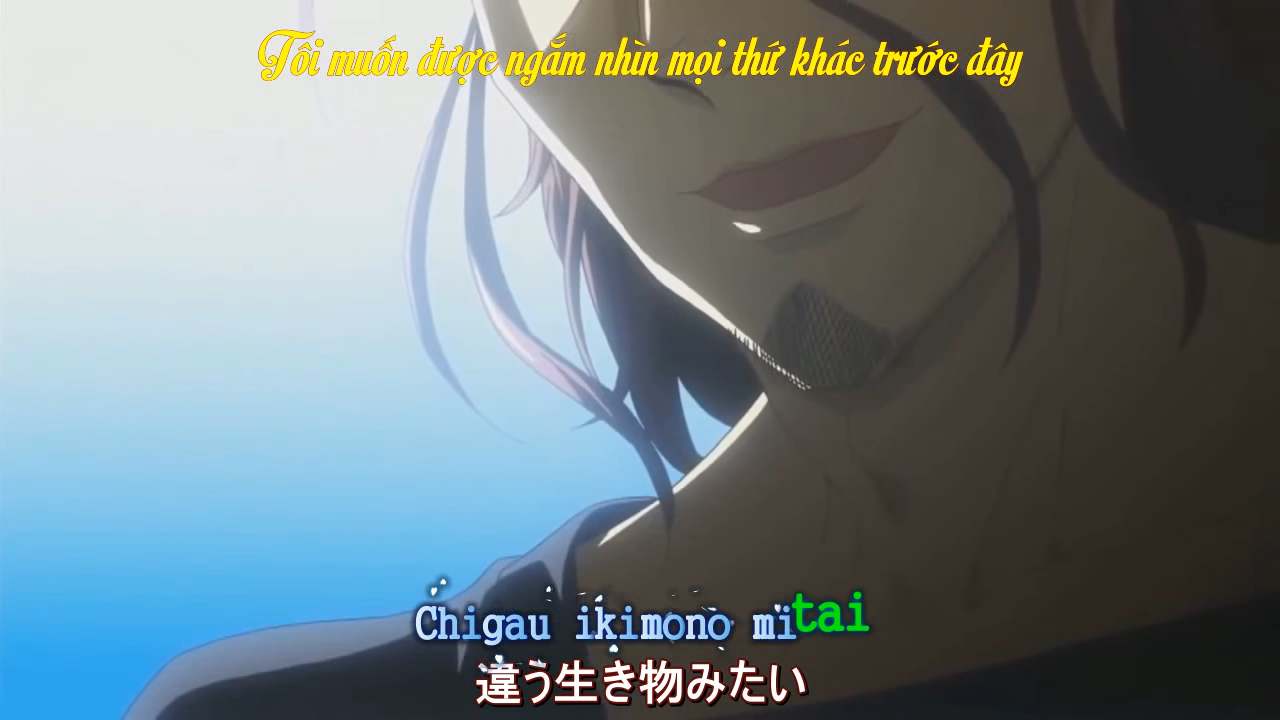 Tôi muốn được ngắm nhìn mọi thứ khác trước đây
Chigau ikimono mitai
違う生き物みたい